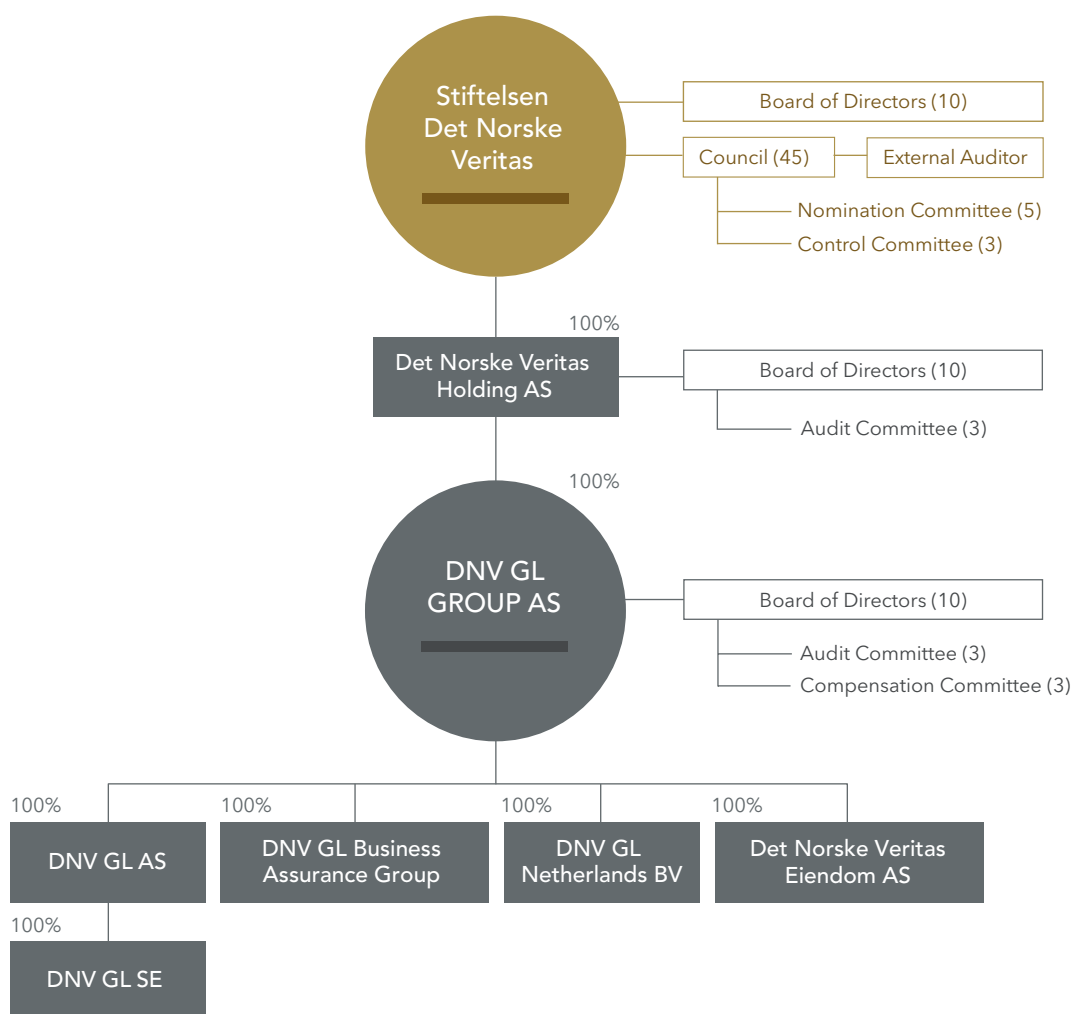 Stiftelsen
Det Norske
Veritas
Board of Directors (10)
Council (45)
External Auditor
Nomination Committee (5)
Control Committee (3)
100%
Det Norske Veritas
Holding AS
Board of Directors (10)
Audit Committee (3)
100%
DNV GL
GROUP AS
Board of Directors (10)
Audit Committee (3)
Compensation Committee (3)
100%
DNV GL AS
100%
DNV GL Business
Assurance Group
100%
DNV GL
Netherlands BV
100%
Det Norske Veritas
Eiendom AS
100%
DNV GL SE